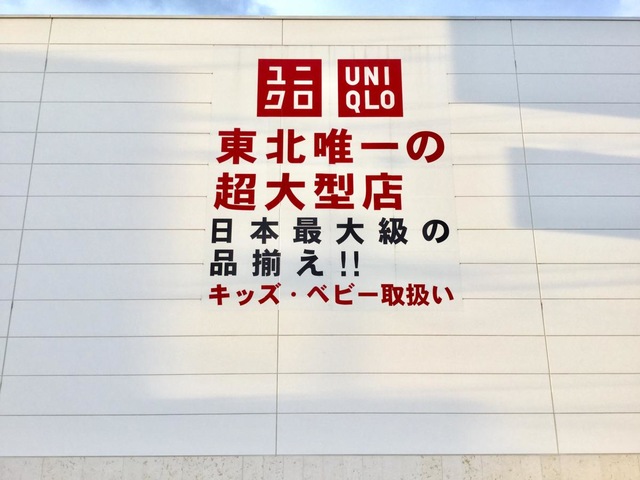 ユニ
クロ
UNI
QLO
東北唯一の
超大型店
日本最大級の
品揃え!!
キッズ・ベビー取扱い